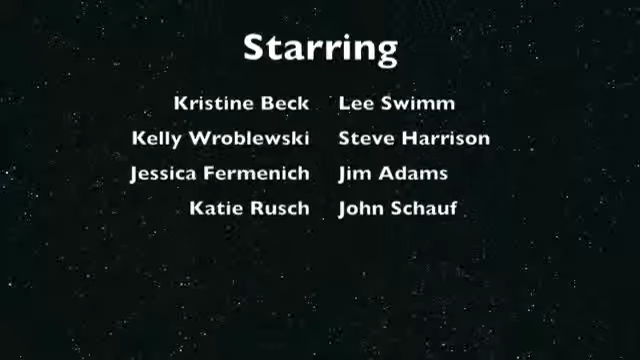 Starring
Kristine Beck Lee Swimm
Kelly Wroblewski Steve Harrison
Jessica Fermenich Jim Adams
Katie Rusch John Schauf